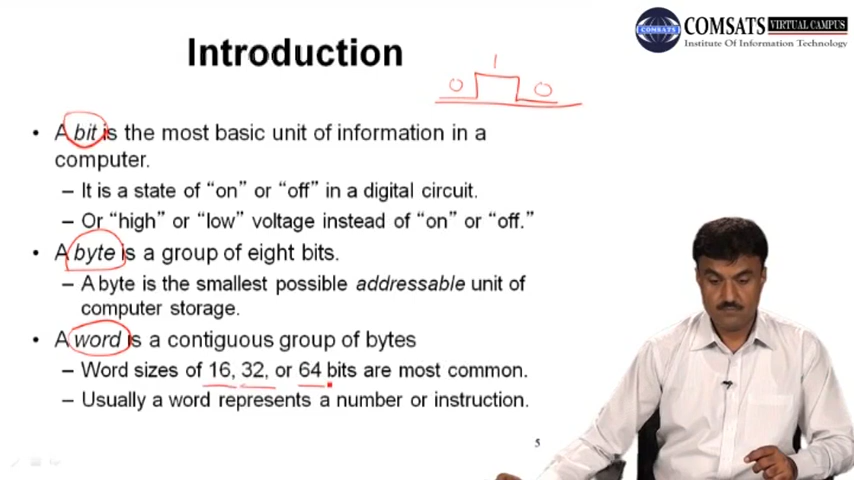 Introduction
COMSATS VIRTUAL CAMPUS
COMSATS
Institute Of Information Technology
0 1 0
• A bit is the most basic unit of information in a
computer.
– It is a state of “on” or “off” in a digital circuit.
– Or “high” or “low” voltage instead of “on” or “off.”
• A byte is a group of eight bits.
– A byte is the smallest possible addressable unit of
computer storage.
• A word is a contiguous group of bytes
– Word sizes of 16, 32, or 64 bits are most common.
– Usually a word represents a number or instruction.
5